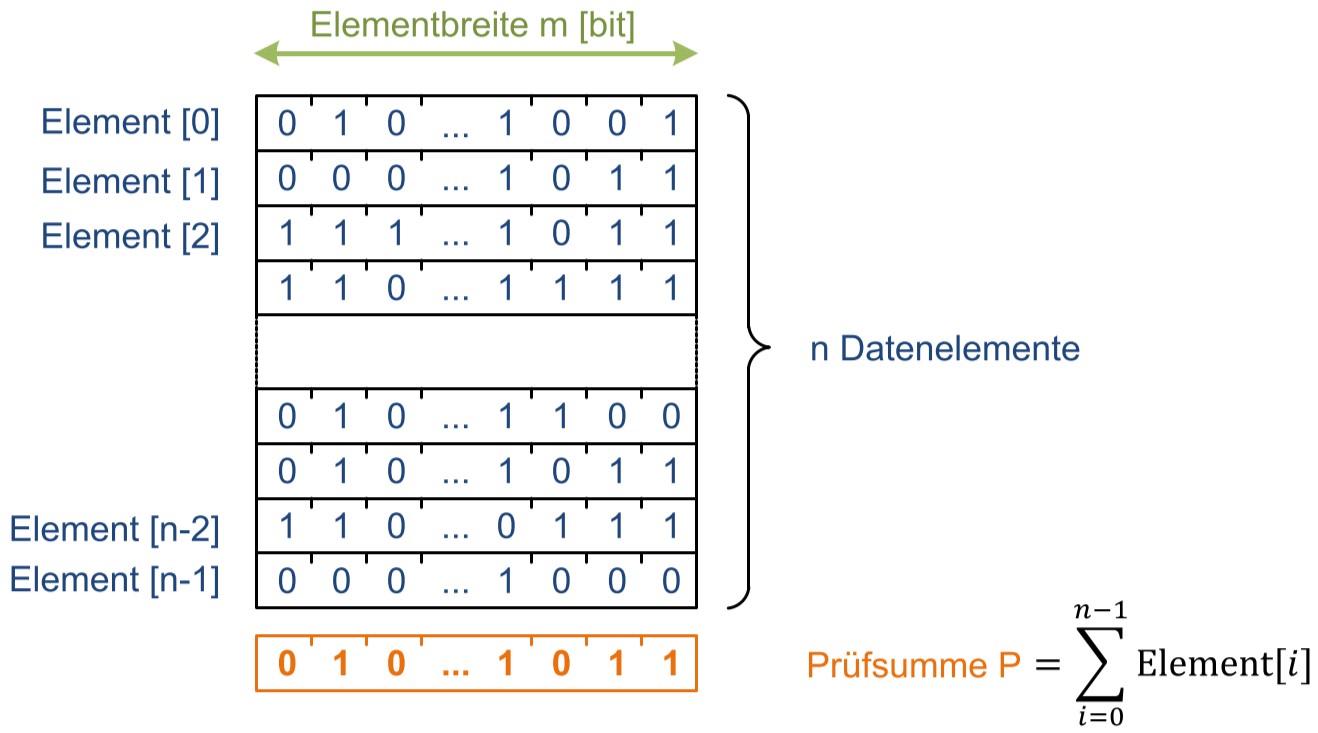 Elementbreite m [bit]
Element [0] 0 1 0 ... 1 0 0 1
Element [1] 0 0 0 ... 1 0 1 1
Element [2] 1 1 1 ... 1 0 1 1
1 1 0 ... 1 1 1 1
n Datenelemente
0 1 0 ... 1 1 0 0
0 1 0 ... 1 0 1 1
Element [n-2] 1 1 0 ... 0 1 1 1
Element [n-1] 0 0 0 ... 1 0 0 0
0 1 0 ... 1 0 1 1
n−1
Prüfsumme P = ∑ Element[i]
i=0